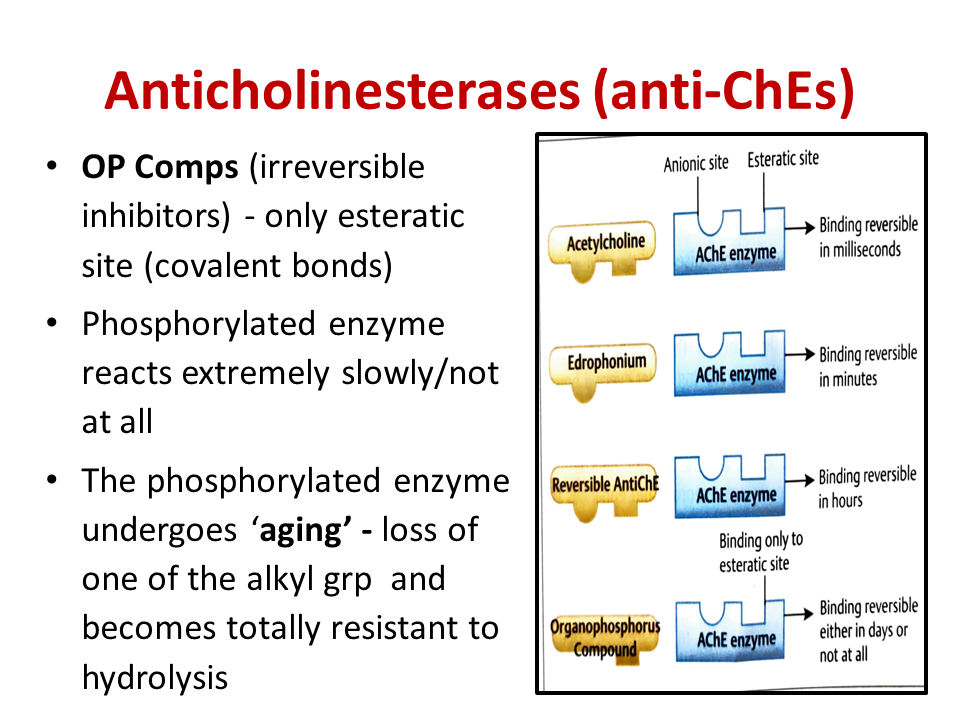 Anticholinesterases (anti-ChEs)
• OP Comps (irreversible
inhibitors) - only esteratic
site (covalent bonds)
• Phosphorylated enzyme
reacts extremely slowly/not
at all
• The phosphorylated enzyme
undergoes ‘aging’ - loss of
one of the alkyl grp and
becomes totally resistant to
hydrolysis
Anionic site
Esteratic site
Acetylcholine
AChE enzyme
Binding reversible
in milliseconds
Edrophonium
AChE enzyme
Binding reversible
in minutes
Reversible AntiChE
AChE enzyme
Binding reversible
in hours
Binding only to
esteratic site
Organophosphorus
Compound
AChE enzyme
Binding reversible
either in days or
not at all